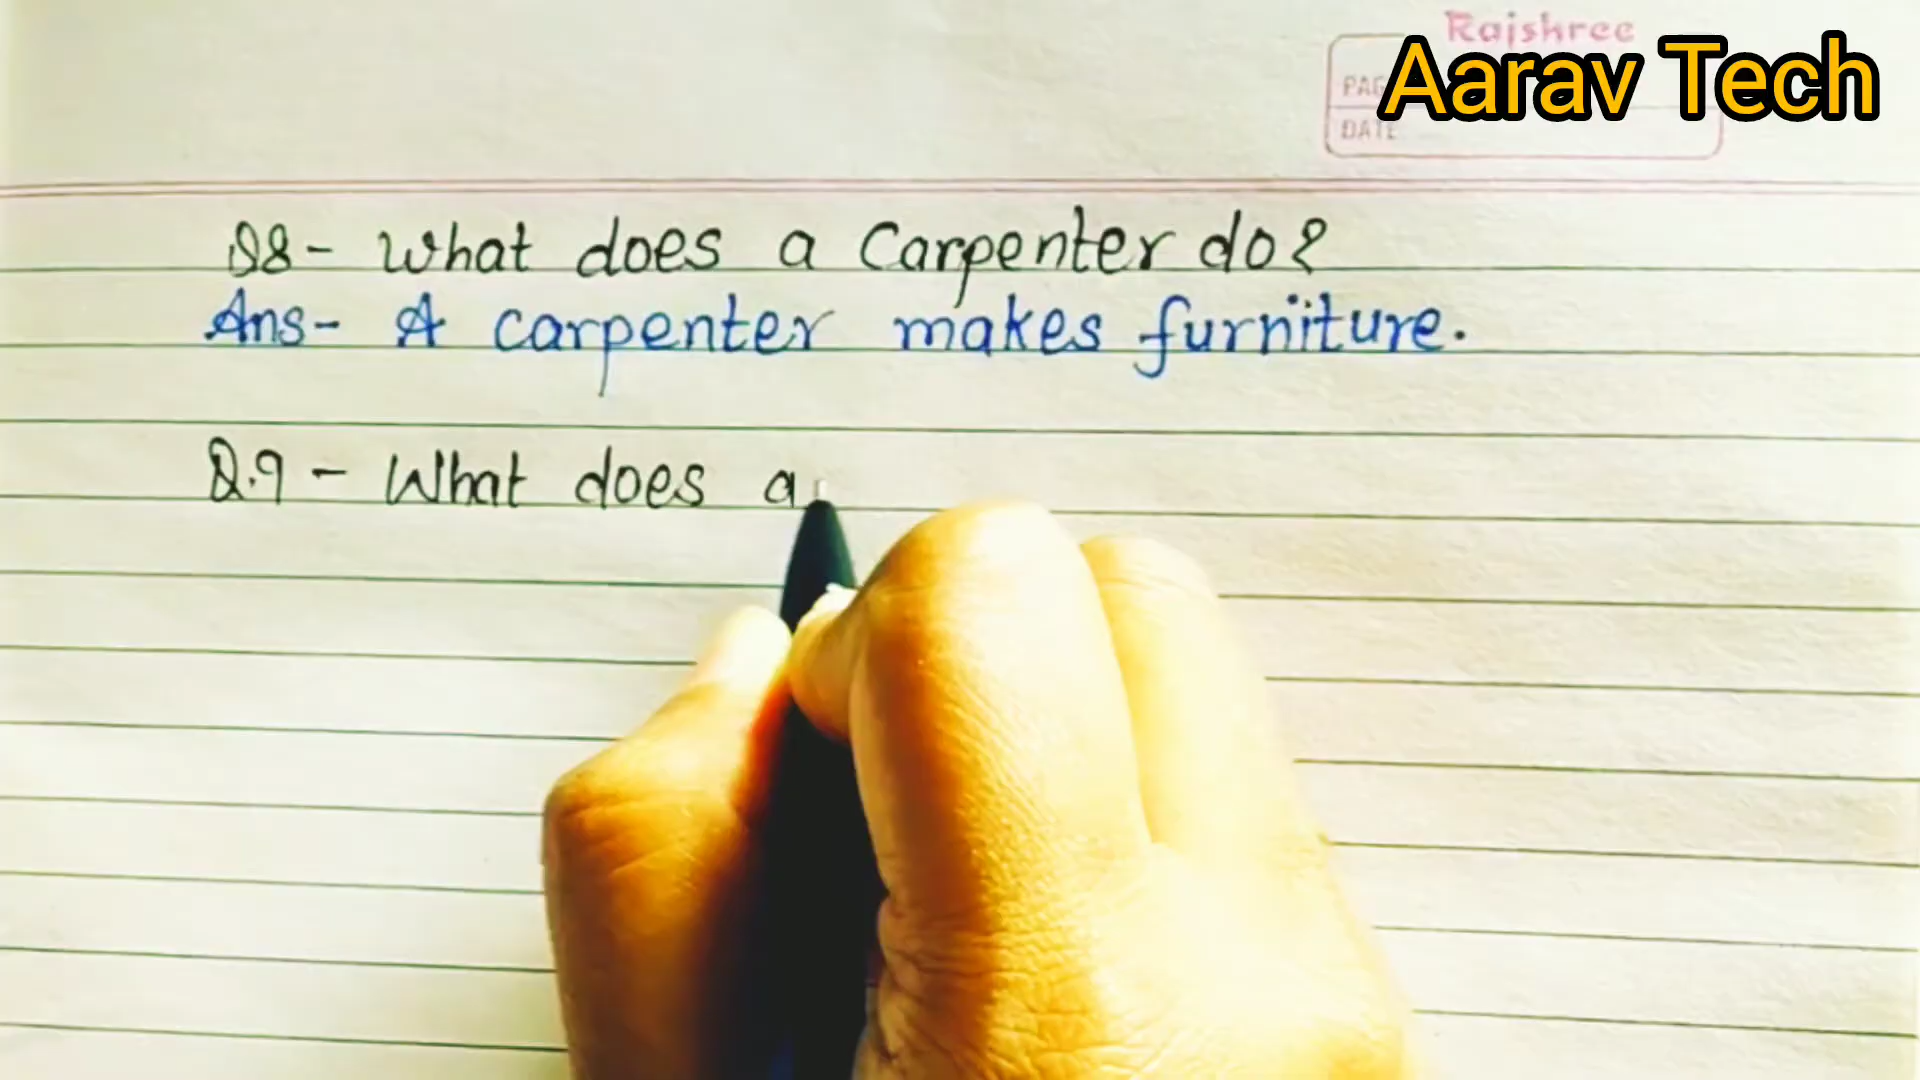 Rajshree
Aarav Tech
PAG
DATE
Q8- What does a Carpenter do?
Ans- A carpenter makes furniture.
Q.9 - What does a